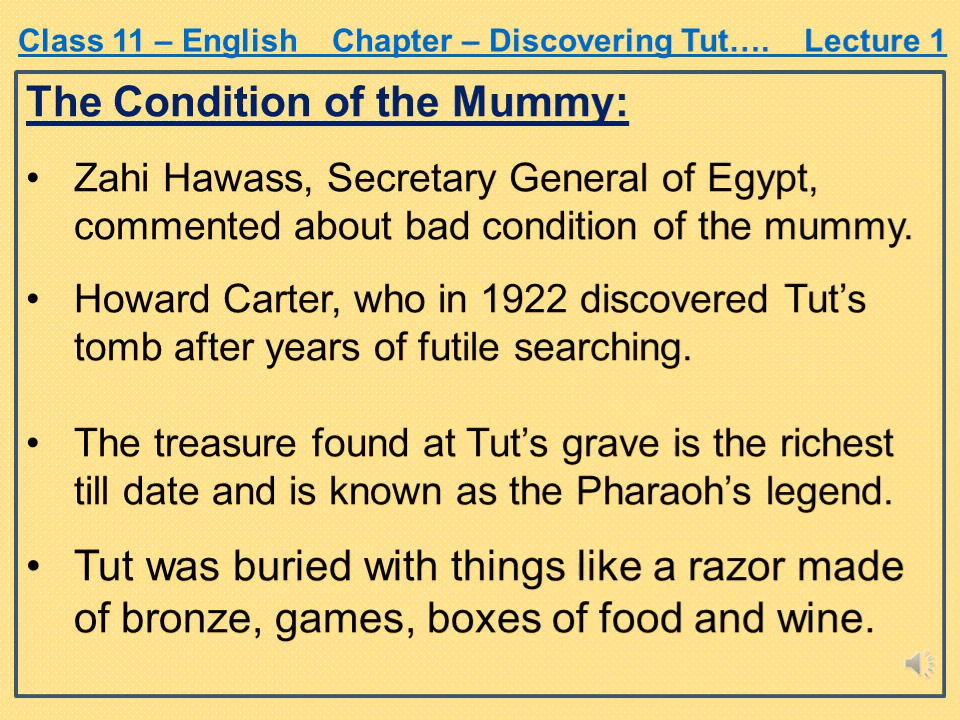 Class 11 – English    Chapter – Discovering Tut….    Lecture 1
The Condition of the Mummy:
• Zahi Hawass, Secretary General of Egypt,
commented about bad condition of the mummy.
• Howard Carter, who in 1922 discovered Tut’s
tomb after years of futile searching.
• The treasure found at Tut’s grave is the richest
till date and is known as the Pharaoh’s legend.
• Tut was buried with things like a razor made
of bronze, games, boxes of food and wine.